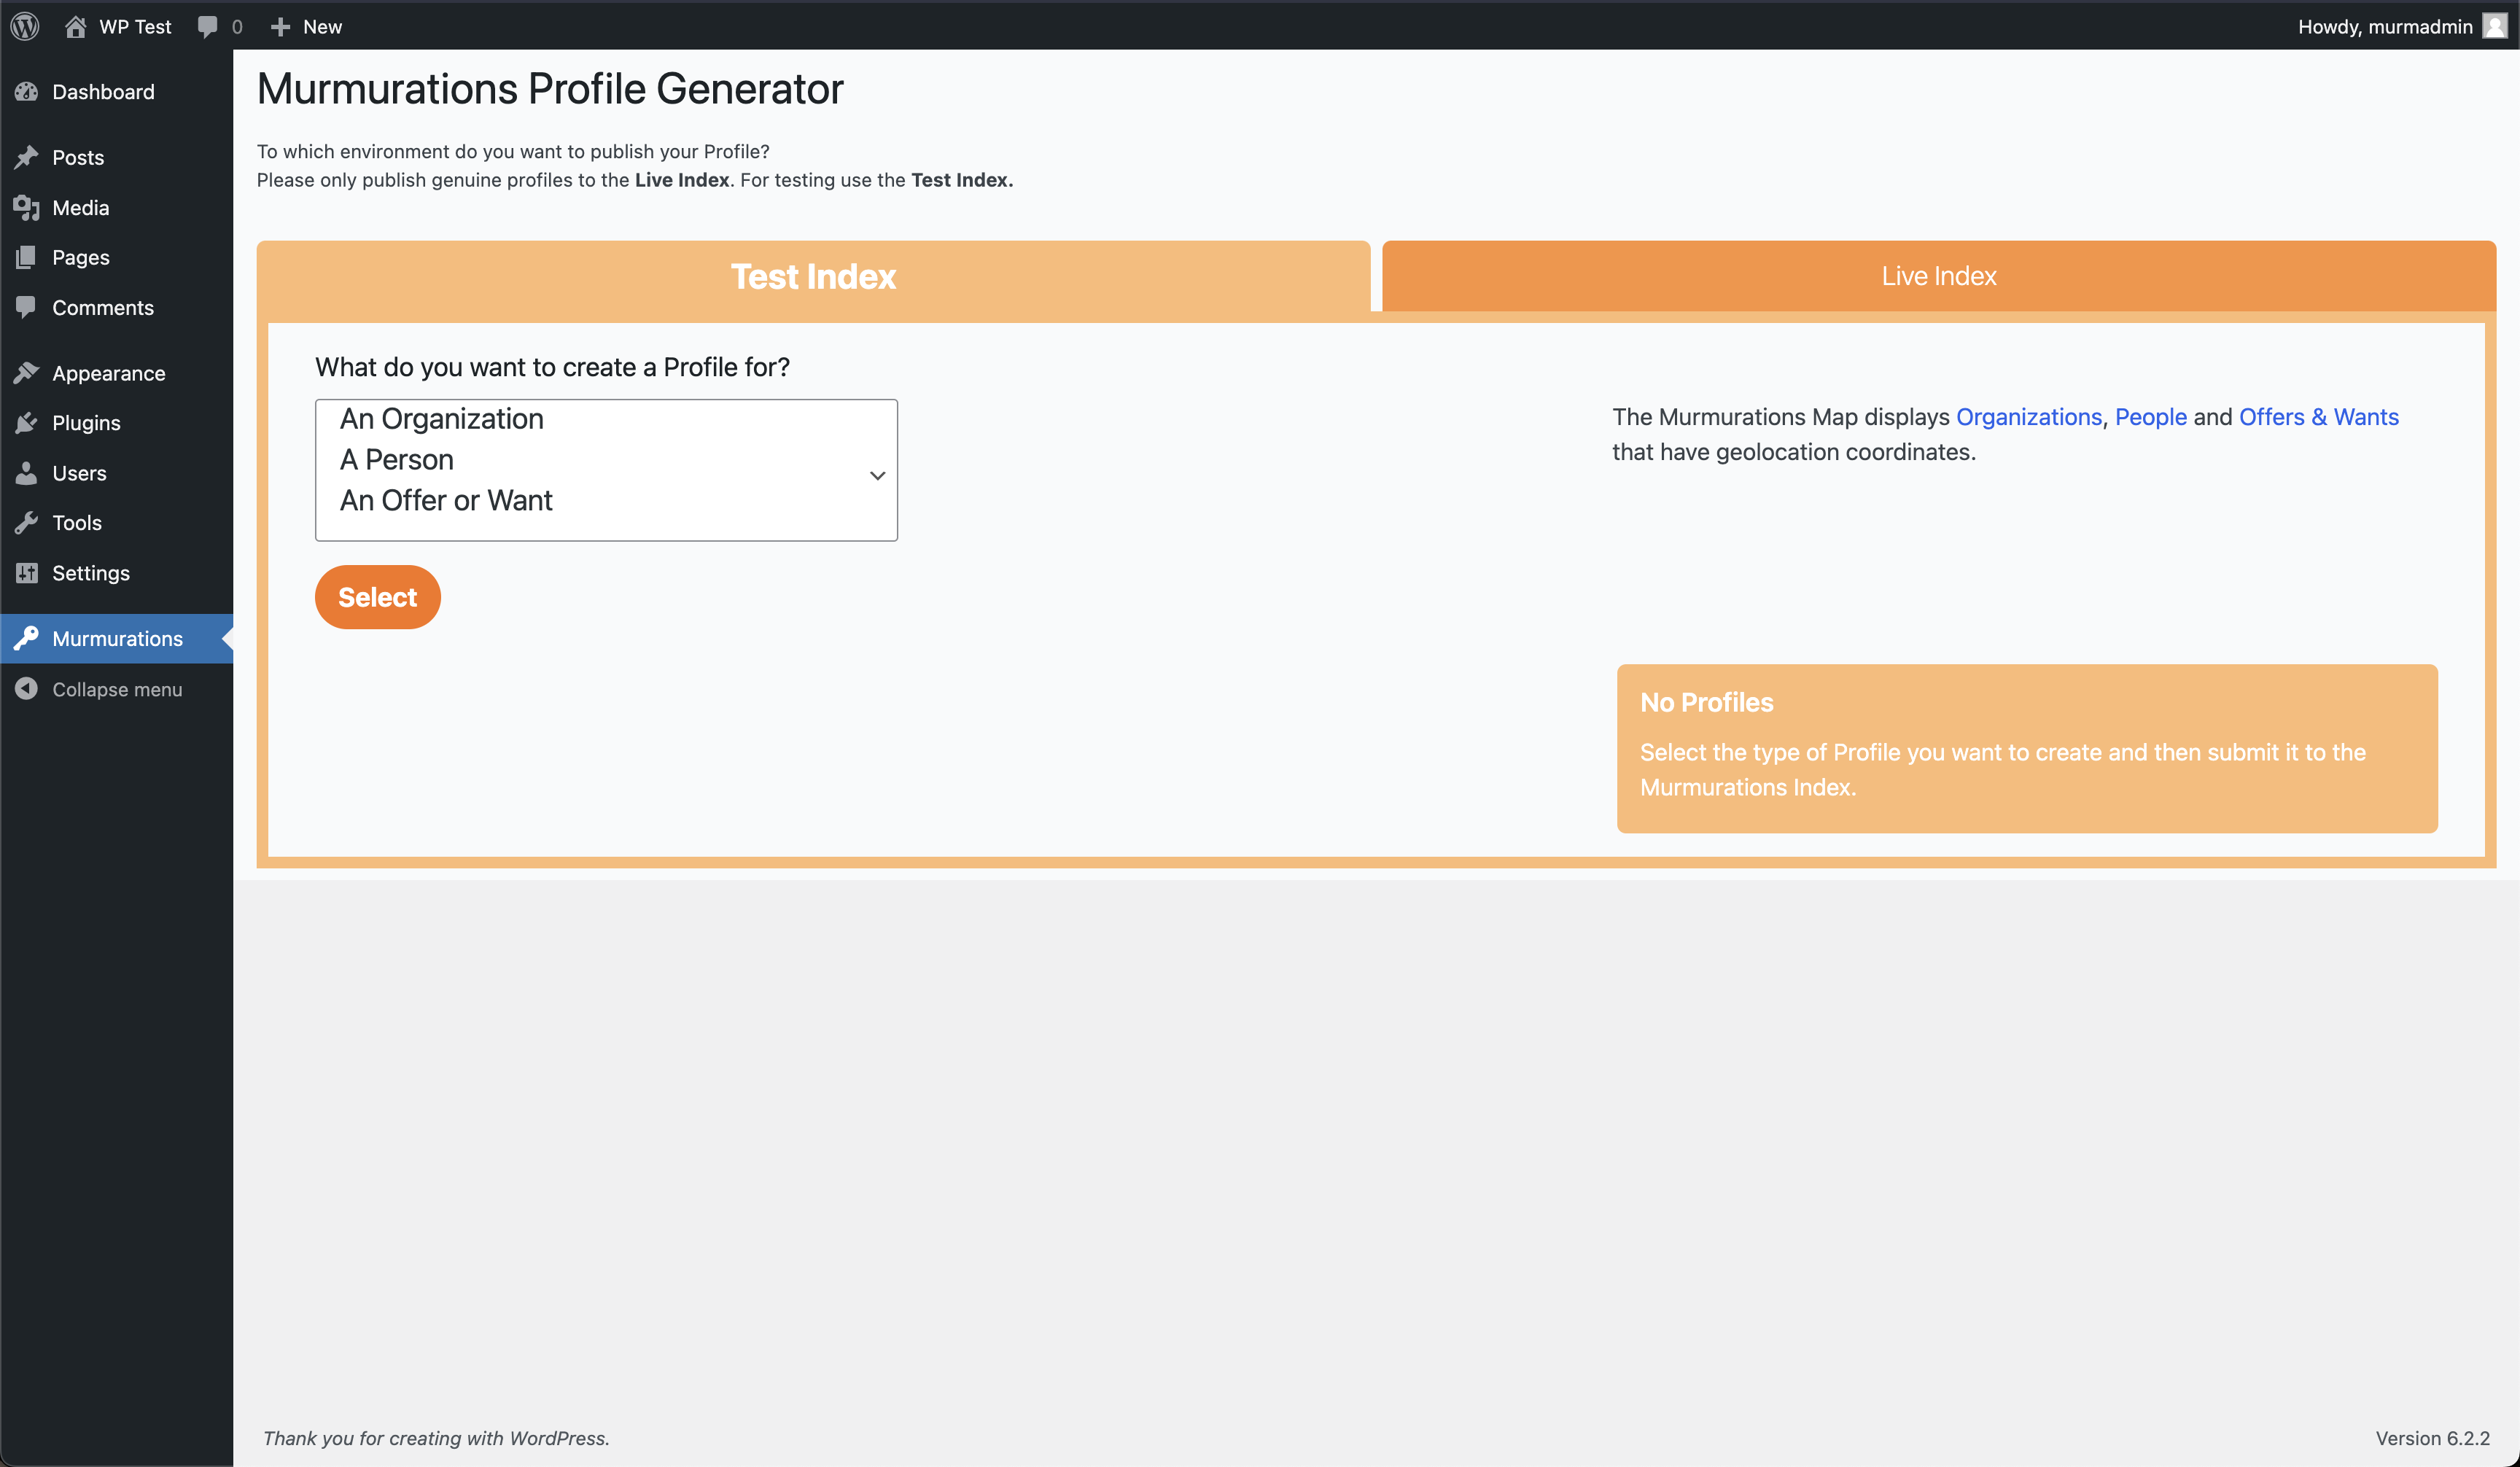 WP Test
0
New
Howdy, murmadmin
Dashboard
Posts
Media
Pages
Comments
Appearance
Plugins
Users
Tools
Settings
Murmurations
Collapse menu
Murmurations Profile Generator
To which environment do you want to publish your Profile?
Please only publish genuine profiles to the Live Index. For testing use the Test Index.
Test Index
Live Index
What do you want to create a Profile for?
An Organization
A Person
An Offer or Want
Select
The Murmurations Map displays Organizations, People and Offers & Wants
that have geolocation coordinates.
No Profiles
Select the type of Profile you want to create and then submit it to the
Murmurations Index.
Thank you for creating with WordPress.
Version 6.2.2